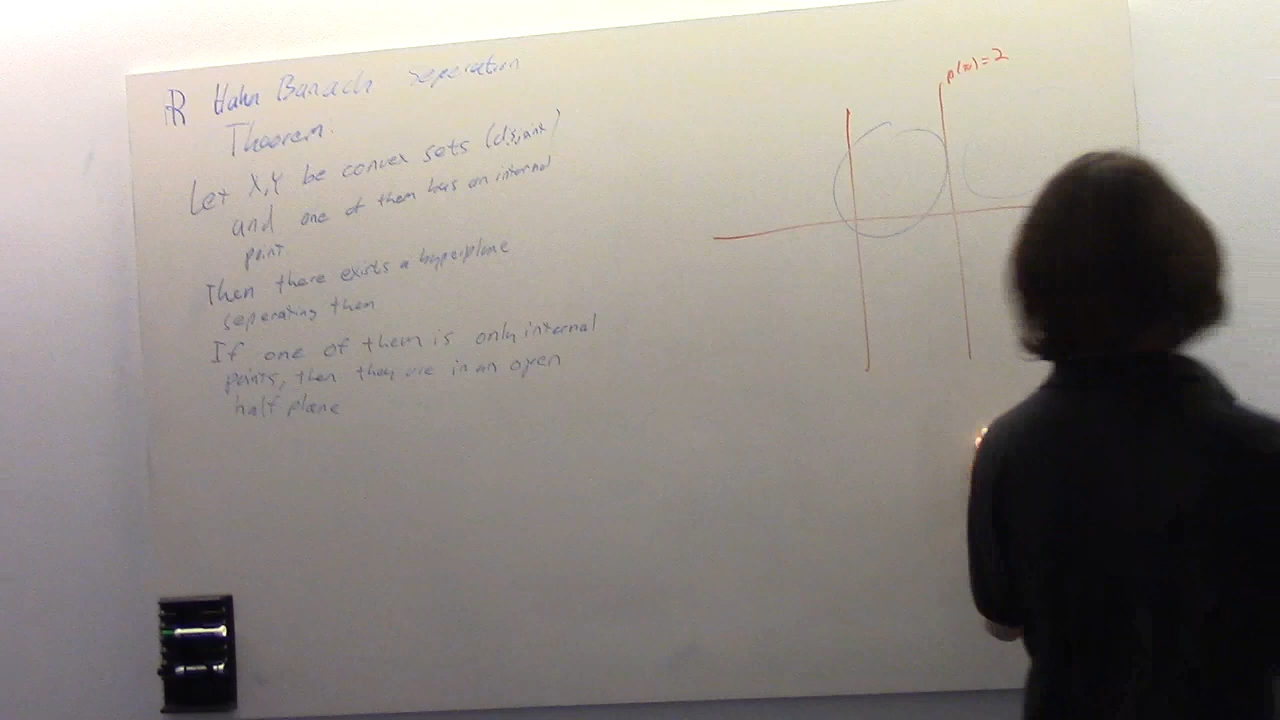 ℝ Hahn Banach Seperation
Theorem:
Let X,Y be convex sets (disjoint)
and one of them has an internal
point.
Then there exists a hyperplane
seperating them
If one of them is only internal
points, then they are in an open
half plane
p(x)=2